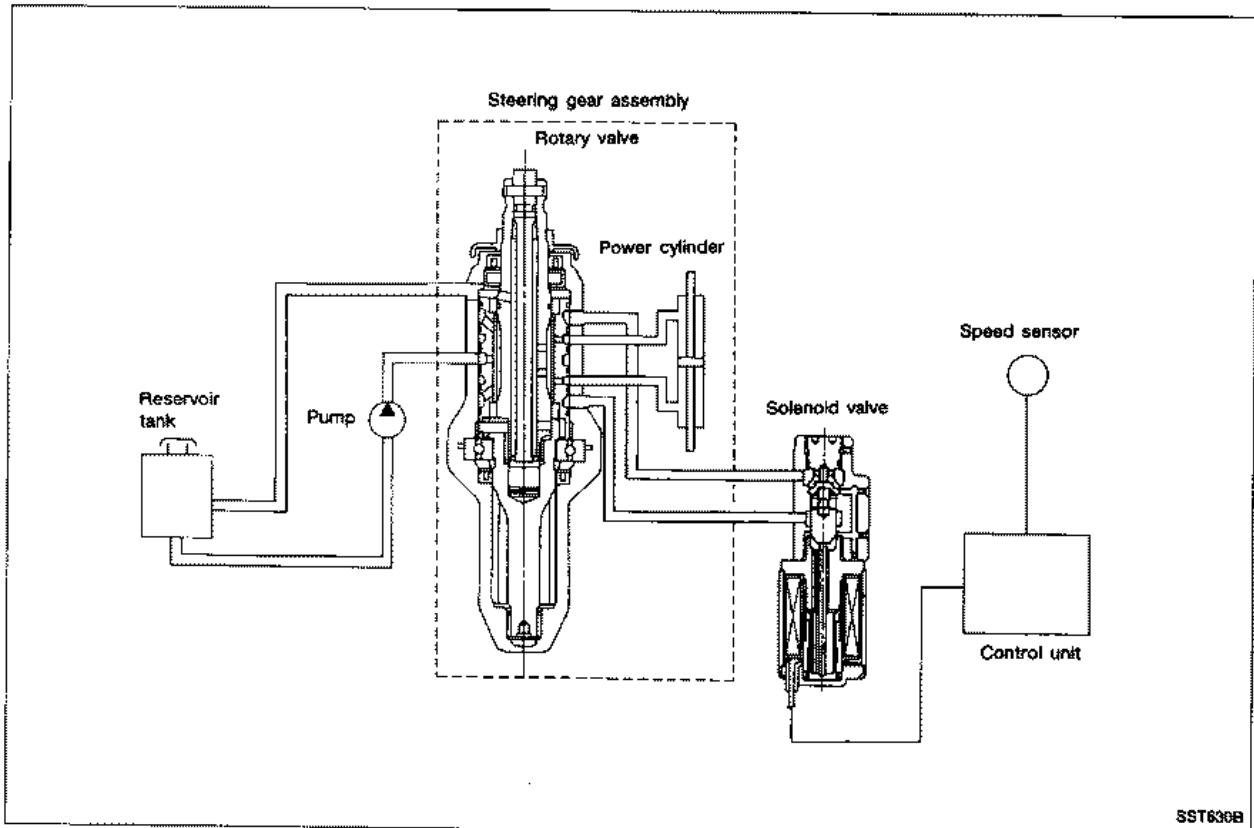 Steering gear assembly
Rotary valve
Power cylinder
Speed sensor
Reservoir
tank
Pump
Solenoid valve
Control unit
SST630B